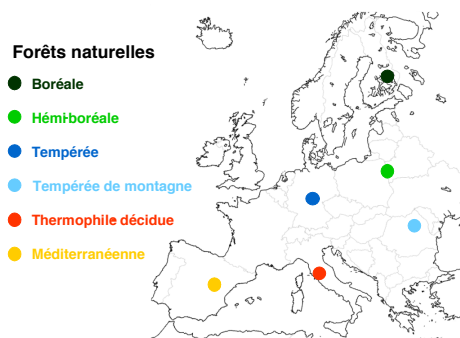 Forêts naturelles
Boréale
Hémi-boréale
Tempérée
Tempérée de montagne
Thermophile décidue
Méditerranéenne